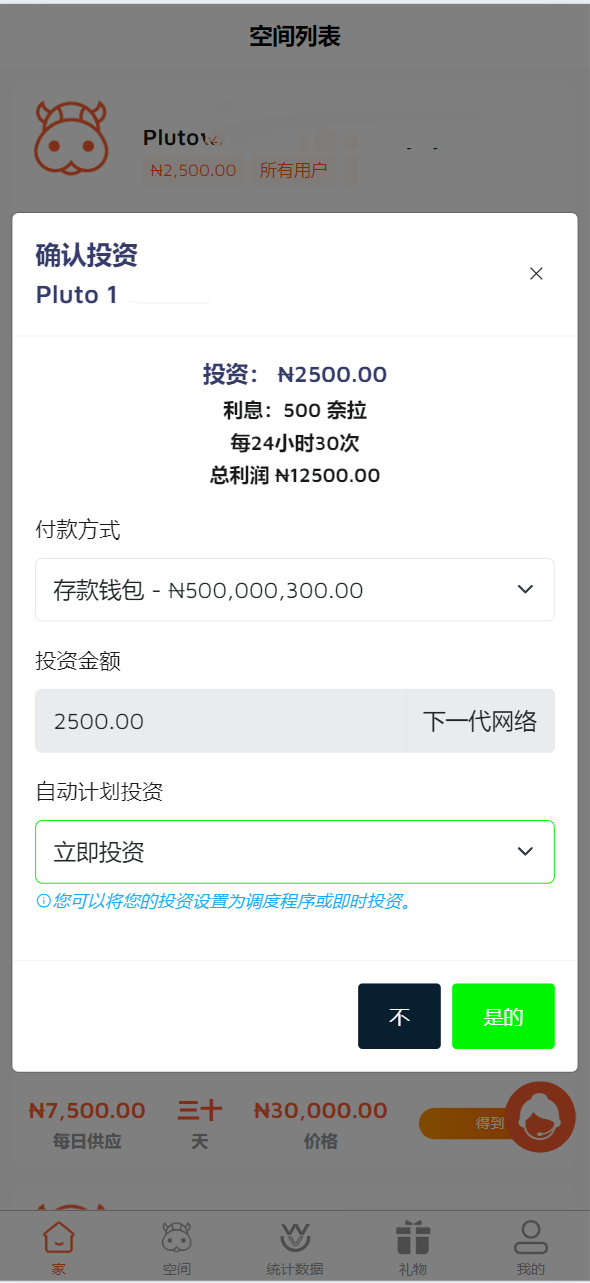 空间列表
Pluto
₦2,500.00 所有用户
确认投资
Pluto 1
投资： ₦2500.00
利息：500 奈拉
每24小时30次
总利润 ₦12500.00
付款方式
存款钱包 - ₦500,000,300.00
投资金额
2500.00 下一代网络
自动计划投资
立即投资
您可以将您的投资设置为调度程序或即时投资。
不 是的
₦7,500.00 三十 ₦30,000.00 得到
每日供应 天 价格
家 空间 统计数据 礼物 我的